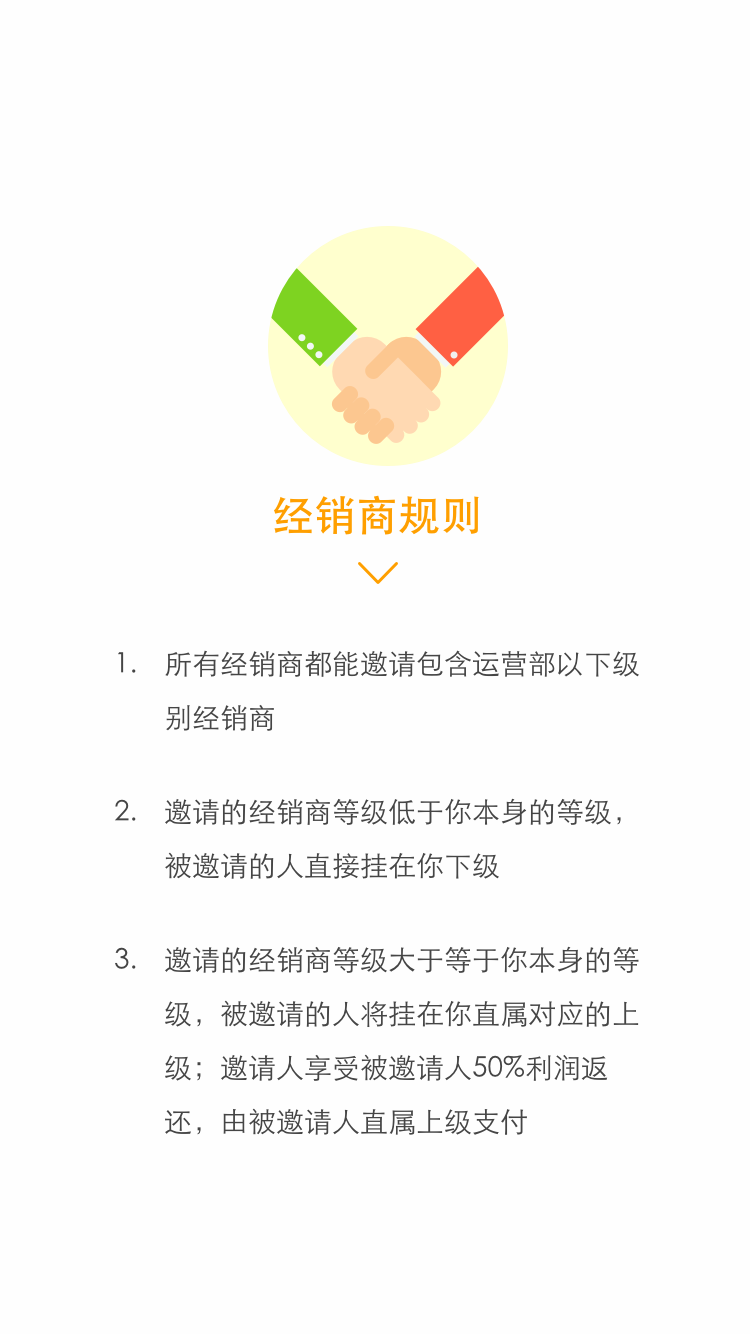 经销商规则
1. 所有经销商都能邀请包含运营部以下级
别经销商
2. 邀请的经销商等级低于你本身的等级，
被邀请的人直接挂在你下级
3. 邀请的经销商等级大于等于你本身的等
级，被邀请的人将挂在你直属对应的上
级；邀请人享受被邀请人50%利润返
还，由被邀请人直属上级支付